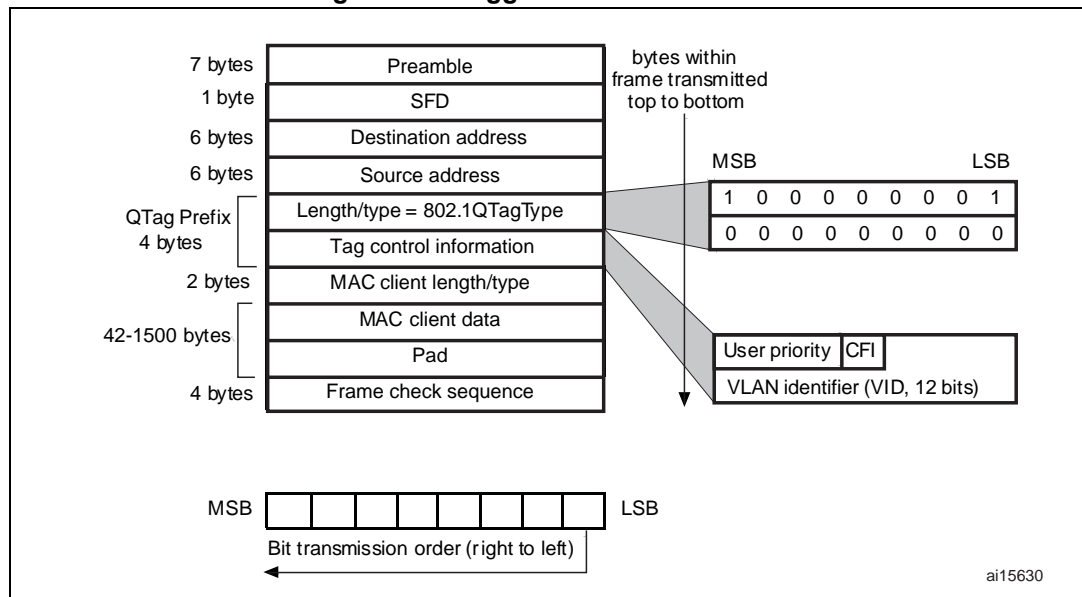 7 bytes
Preamble
1 byte
SFD
6 bytes
Destination address
6 bytes
Source address
QTag Prefix
4 bytes
Length/type = 802.1QTagType
Tag control information
2 bytes
MAC client length/type
42-1500 bytes
MAC client data
Pad
4 bytes
Frame check sequence
bytes within
frame transmitted
top to bottom
MSB LSB
1 0 0 0 0 0 0 0 1
0 0 0 0 0 0 0 0 0
User priority CFI
VLAN identifier (VID, 12 bits)
MSB LSB
Bit transmission order (right to left)
ai15630